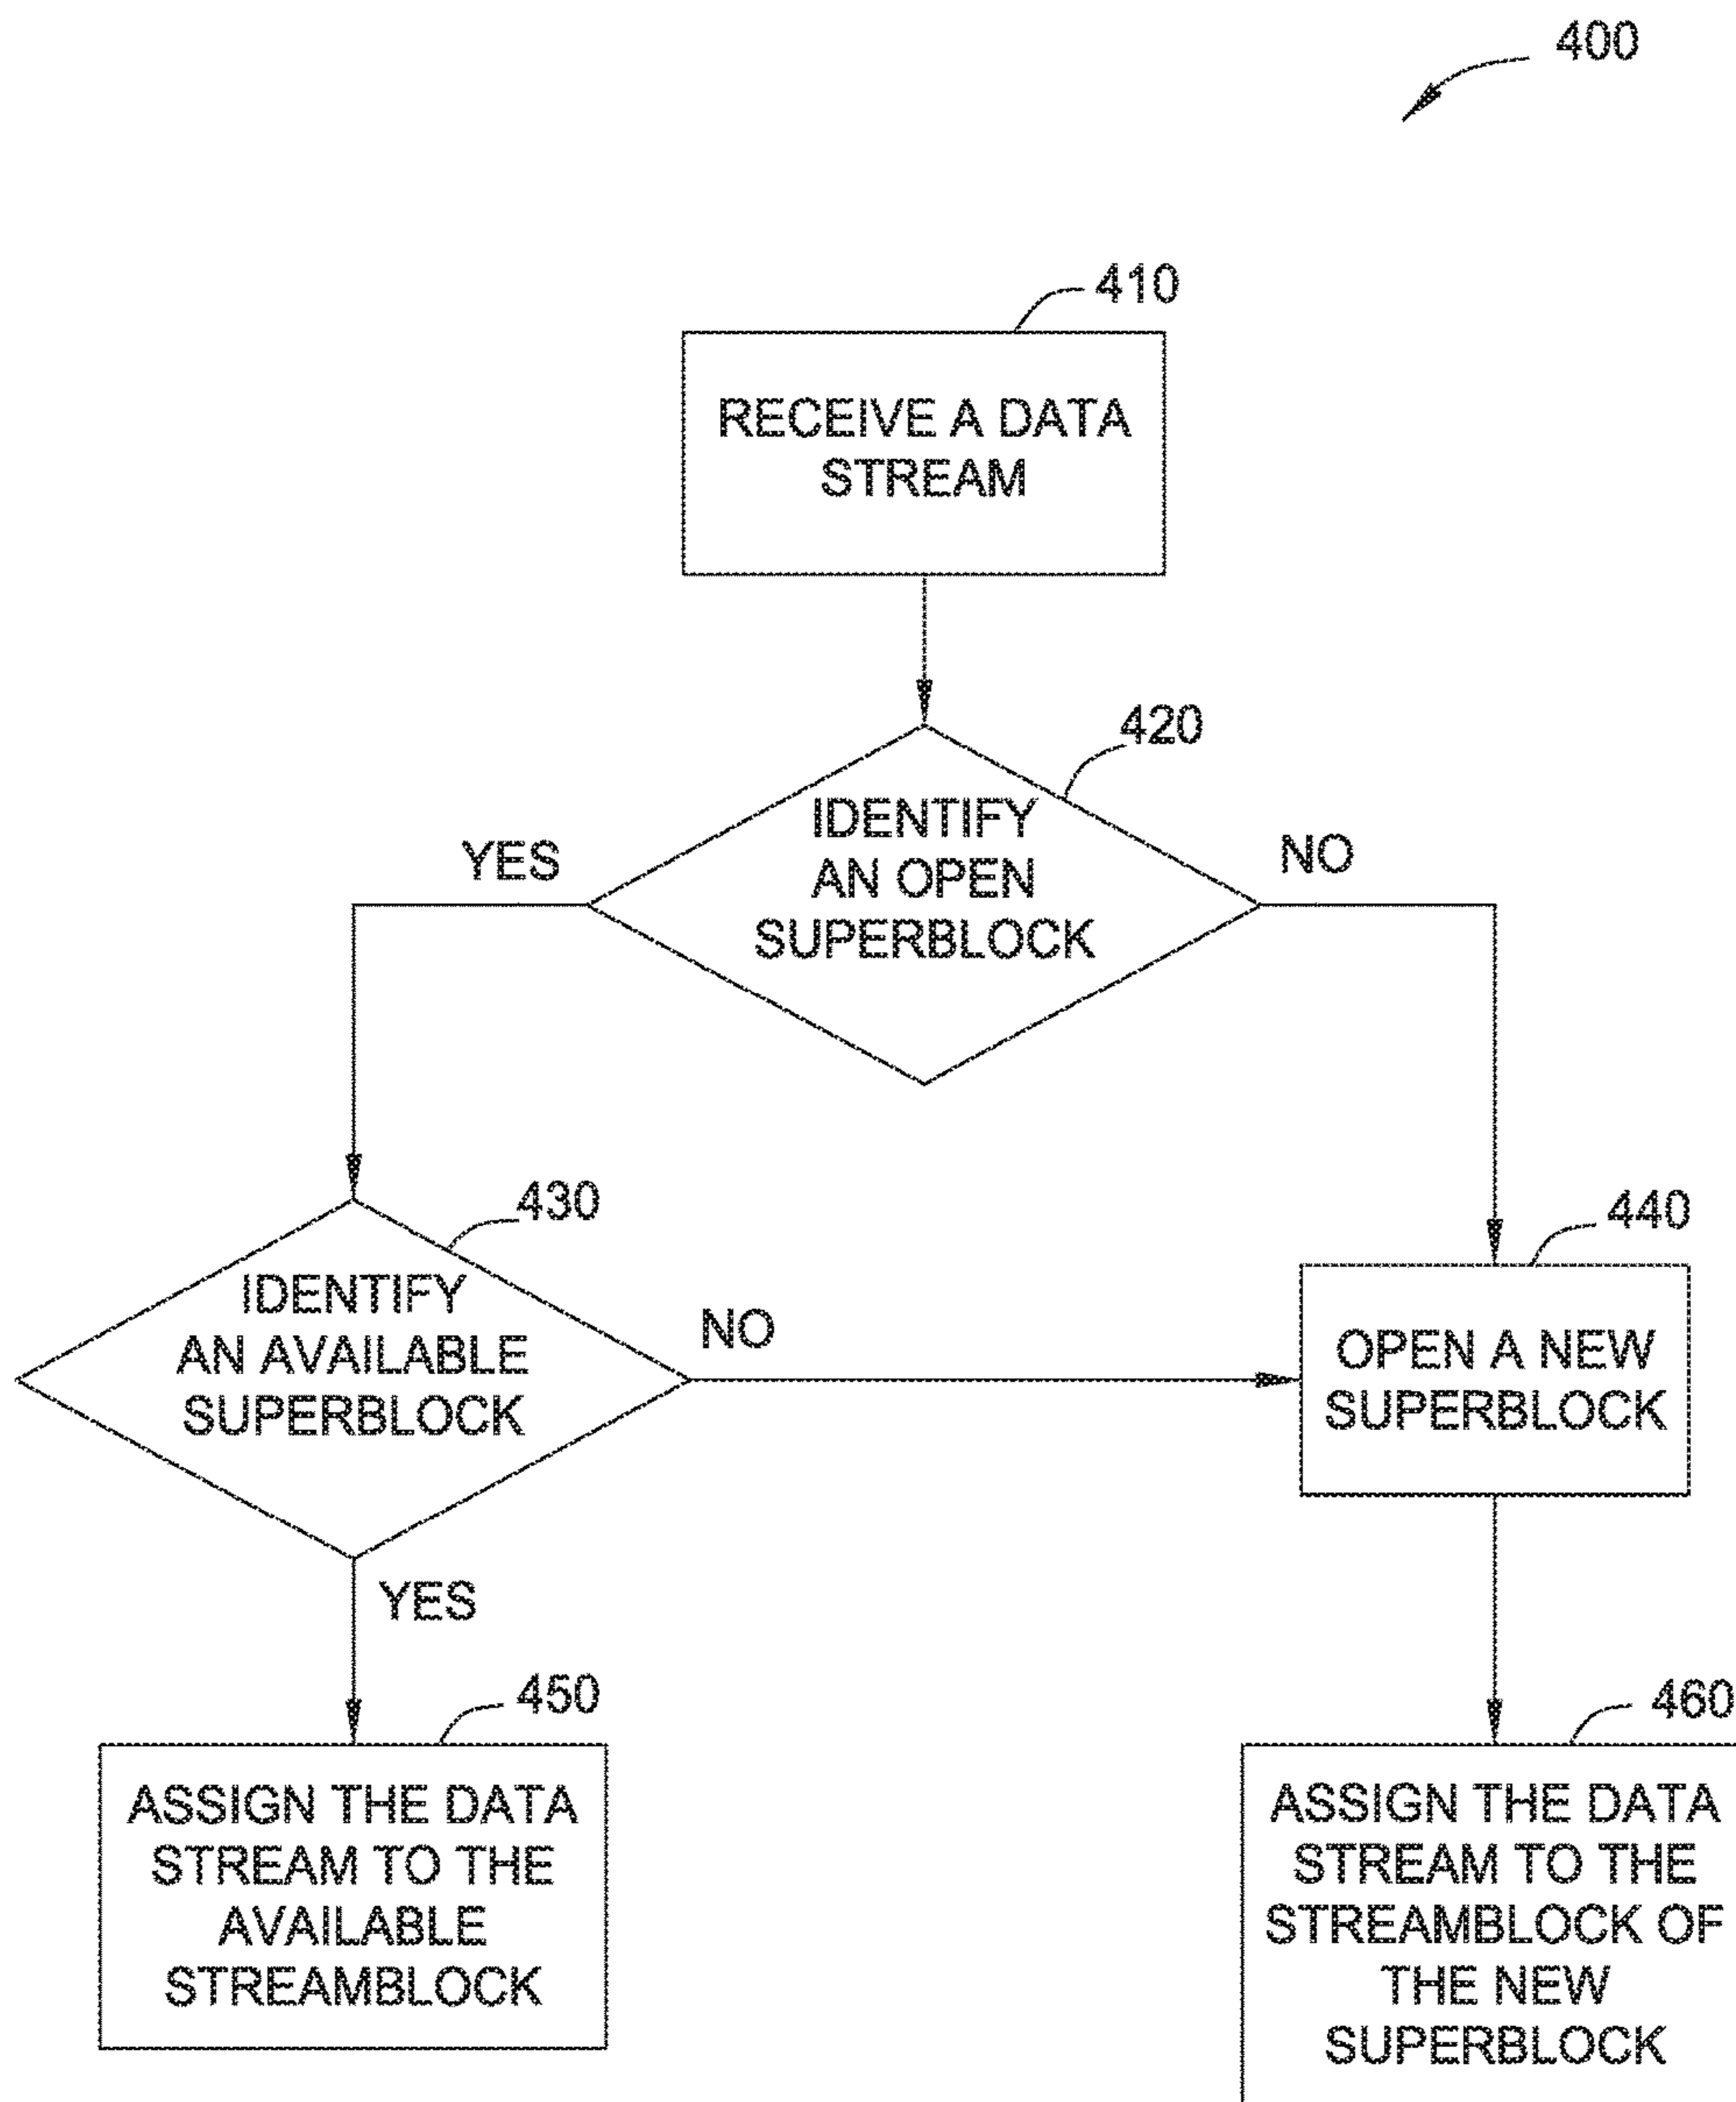 400
410
RECEIVE A DATA
STREAM
420
IDENTIFY
AN OPEN
SUPERBLOCK
YES
NO
430
IDENTIFY
AN AVAILABLE
SUPERBLOCK
NO
440
OPEN A NEW
SUPERBLOCK
YES
450
ASSIGN THE DATA
STREAM TO THE
AVAILABLE
STREAMBLOCK
460
ASSIGN THE DATA
STREAM TO THE
STREAMBLOCK OF
THE NEW
SUPERBLOCK